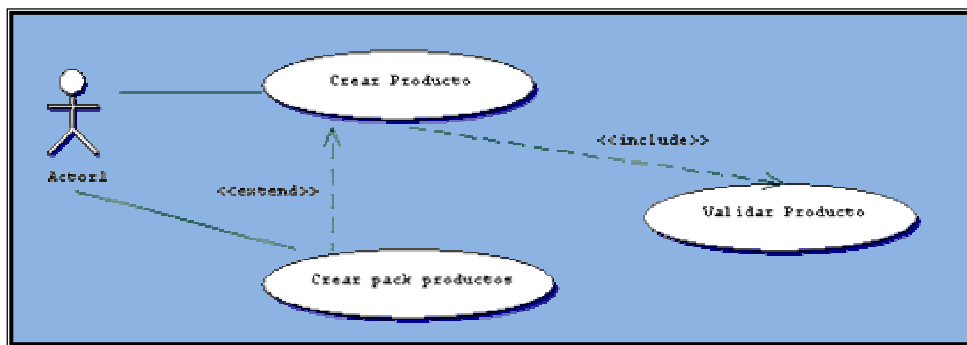 Crear Producto
<<include>>
Actor1
<<extend>>
Validar Producto
Crear pack productos